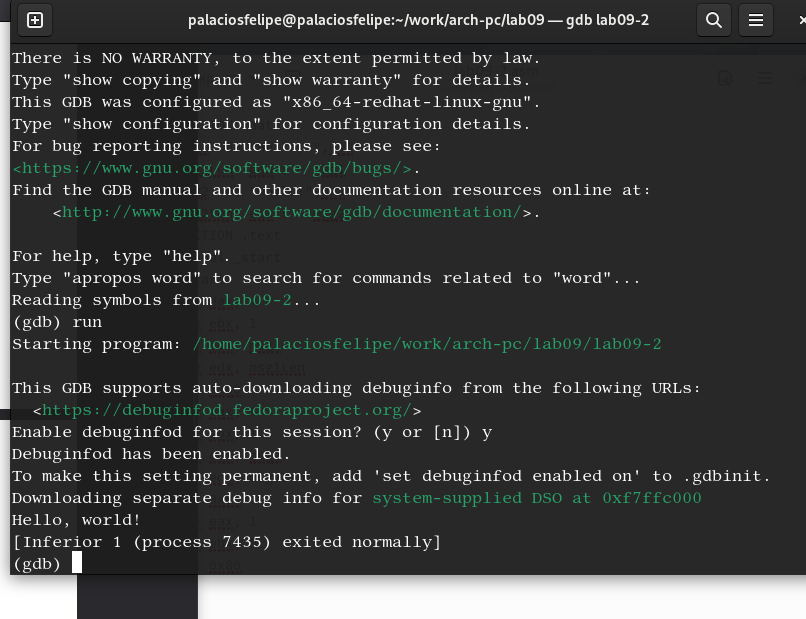 palaciosfelipe@palaciosfelipe:~/work/arch-pc/lab09 — gdb lab09-2
There is NO WARRANTY, to the extent permitted by law.
Type "show copying" and "show warranty" for details.
This GDB was configured as "x86_64-redhat-linux-gnu".
Type "show configuration" for configuration details.
For bug reporting instructions, please see:
<https://www.gnu.org/software/gdb/bugs/>.
Find the GDB manual and other documentation resources online at:
    <http://www.gnu.org/software/gdb/documentation/>.

For help, type "help".
Type "apropos word" to search for commands related to "word"...
Reading symbols from lab09-2...
(gdb) run
Starting program: /home/palaciosfelipe/work/arch-pc/lab09/lab09-2

This GDB supports auto-downloading debuginfo from the following URLs:
  <https://debuginfod.fedoraproject.org/>
Enable debuginfod for this session? (y or [n]) y
Debuginfod has been enabled.
To make this setting permanent, add 'set debuginfod enabled on' to .gdbinit.
Downloading separate debug info for system-supplied DSO at 0xf7ffc000
Hello, world!
[Inferior 1 (process 7435) exited normally]
(gdb)